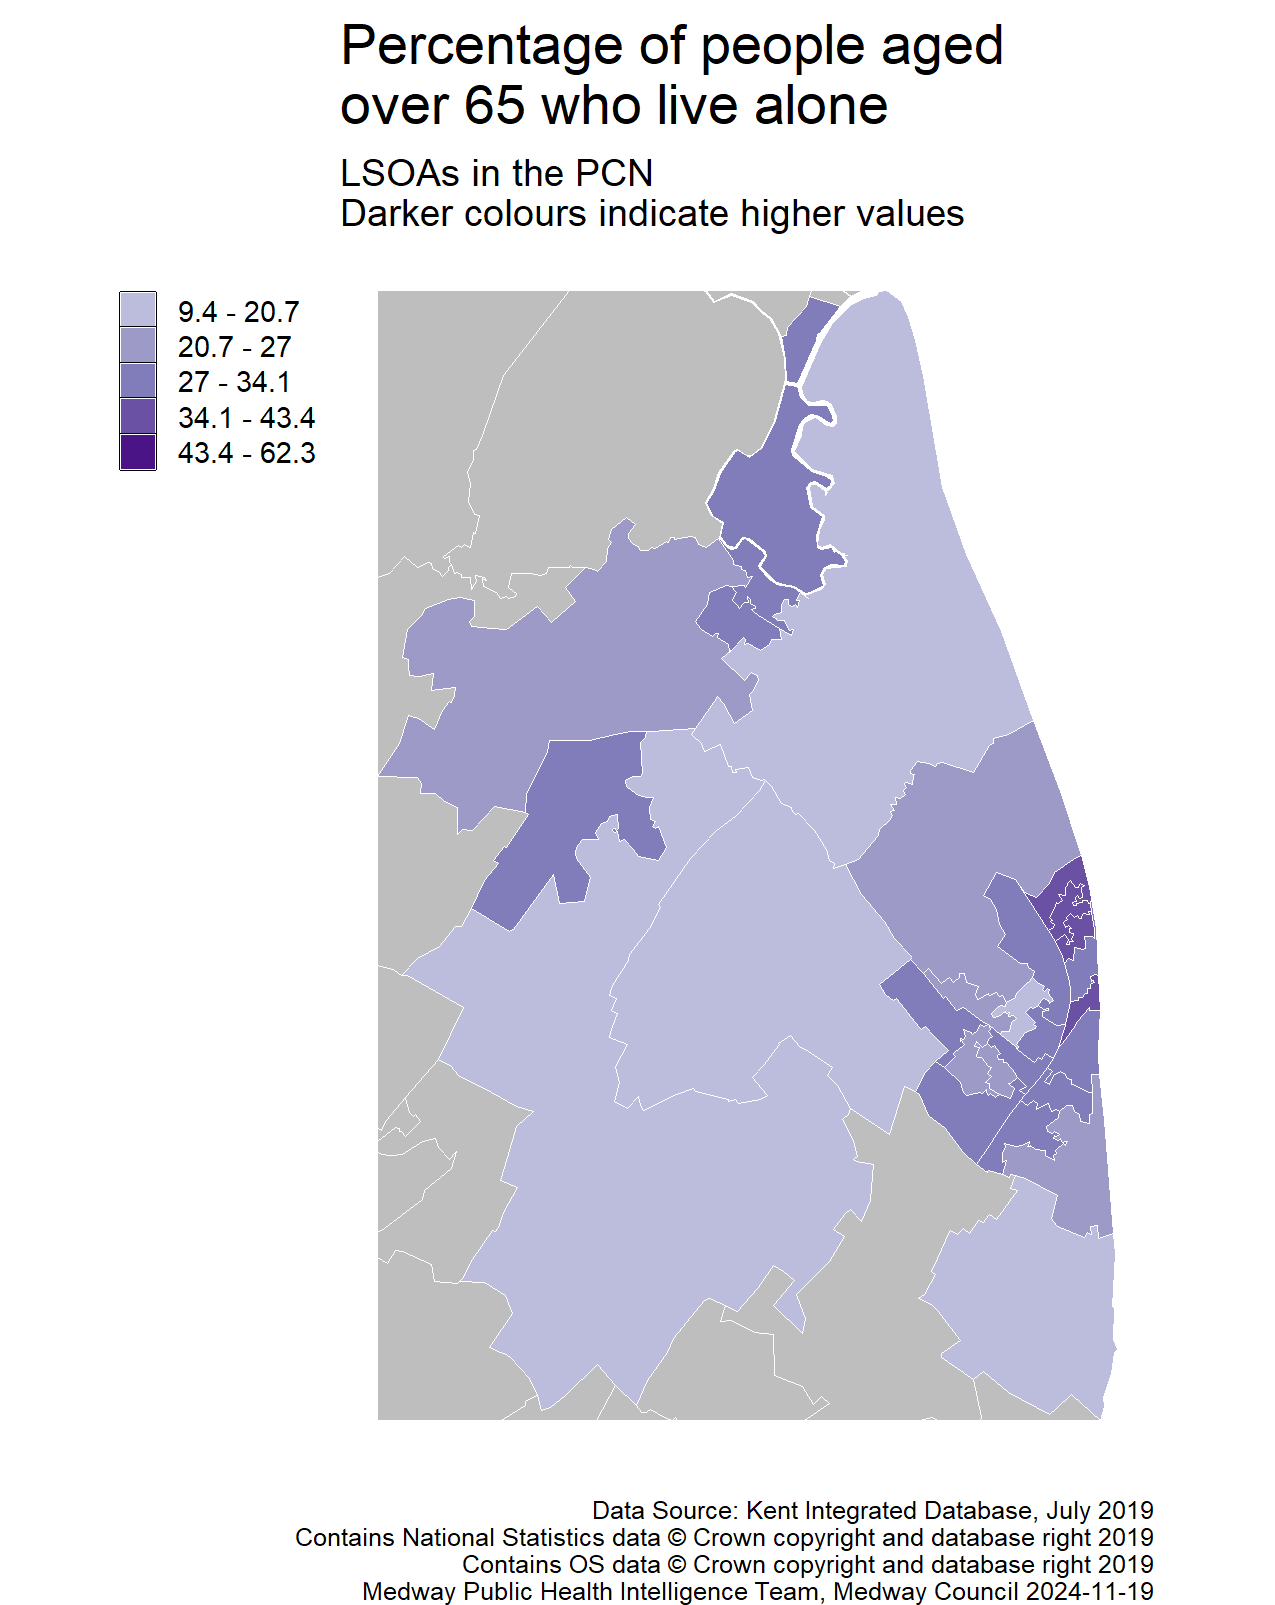 Percentage of people aged
over 65 who live alone
LSOAs in the PCN
Darker colours indicate higher values
9.4 - 20.7
20.7 - 27
27 - 34.1
34.1 - 43.4
43.4 - 62.3
Data Source: Kent Integrated Database, July 2019
Contains National Statistics data © Crown copyright and database right 2019
Contains OS data © Crown copyright and database right 2019
Medway Public Health Intelligence Team, Medway Council 2024-11-19